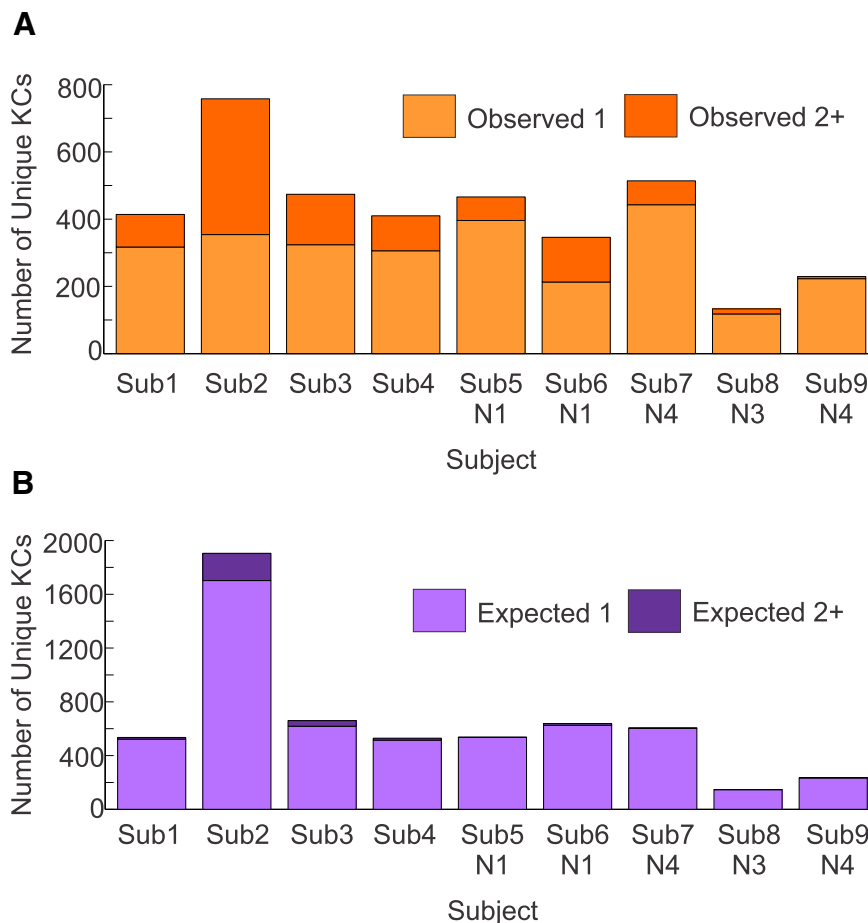 A
Number of Unique KCs
800
600
400
200
0
Observed 1
Observed 2+
Sub1 Sub2 Sub3 Sub4 Sub5 Sub6 Sub7 Sub8 Sub9
N1 N1 N4 N3 N4
Subject
B
Number of Unique KCs
2000
1600
1200
800
400
0
Expected 1
Expected 2+
Sub1 Sub2 Sub3 Sub4 Sub5 Sub6 Sub7 Sub8 Sub9
N1 N1 N4 N3 N4
Subject